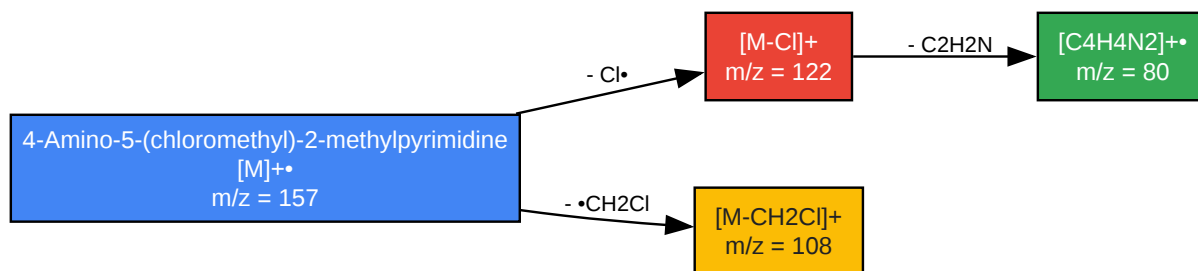 4-Amino-5-(chloromethyl)-2-methylpyrimidine
[M]+•
m/z = 157
- Cl•
[M-Cl]+
m/z = 122
- C2H2N
[C4H4N2]+•
m/z = 80
- •CH2Cl
[M-CH2Cl]+
m/z = 108